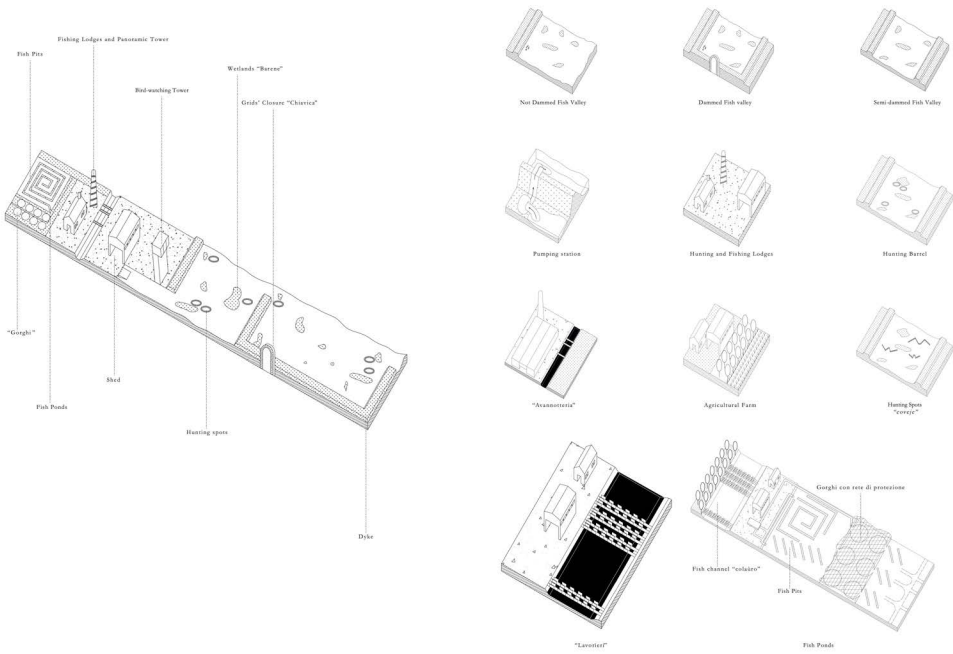 Fishing Lodges and Panoramic Tower
Fish Pits
Wetlands "Barene"
Bird-watching Tower
Grids' Closure "Chiavica"
"Gorghi"
Shed
Fish Ponds
Hunting spots
Dyke
Not Dammed Fish Valley
Dammed Fish valley
Semi-dammed Fish Valley
Pumping station
Hunting and Fishing Lodges
Hunting Barrel
"Avannotteria"
Agricultural Farm
Hunting Spots
"coveje"
Gorghi con rete di protezione
Fish channel "colaùro"
Fish Pits
"Lavorieri"
Fish Ponds